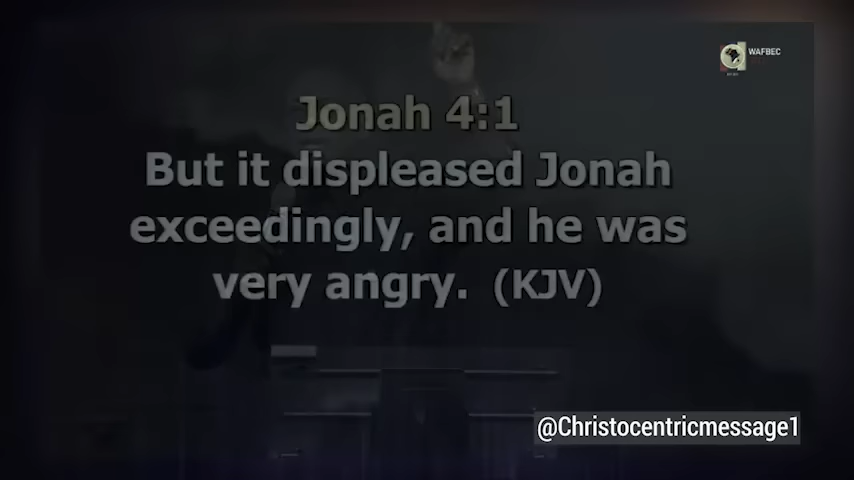 WAFBEC
Jonah 4:1
But it displeased Jonah
exceedingly, and he was
very angry. (KJV)
@Christocentricmessage1